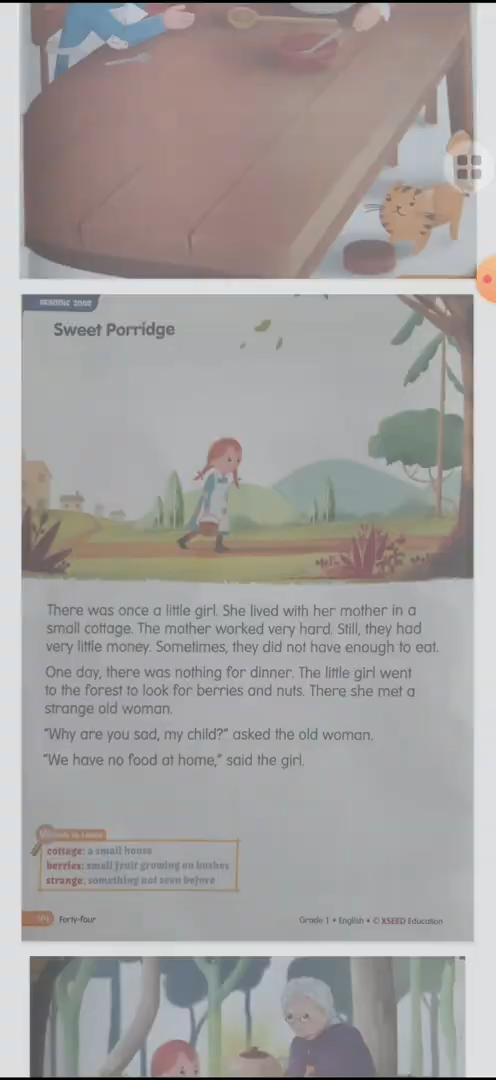 READING ZONE
Sweet Porridge
There was once a little girl. She lived with her mother in a
small cottage. The mother worked very hard. Still, they had
very little money. Sometimes, they did not have enough to eat.
One day, there was nothing for dinner. The little girl went
to the forest to look for berries and nuts. There she met a
strange old woman.
"Why are you sad, my child?" asked the old woman.
"We have no food at home," said the girl.
cottage: a small house
berries: small fruit growing on bushes
strange: something not seen before
Forty-four
Grade 1 • English • © XSEED Education